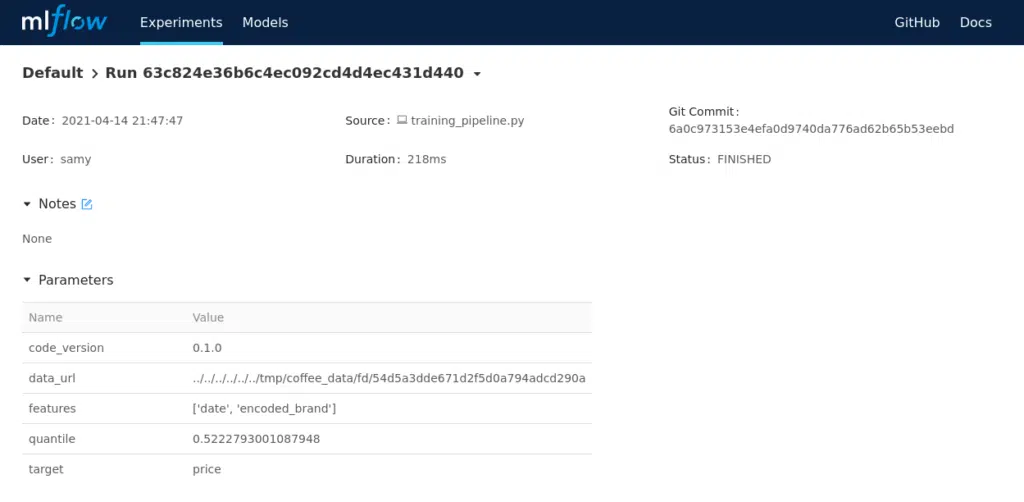 mlflow Experiments Models GitHub Docs
Default > Run 63c824e36b6c4ec092cd4d4ec431d440
Date: 2021-04-14 21:47:47
Source: training_pipeline.py
Git Commit:
6a0c973153e4efa0d9740da776ad62b65b53eebd
User: samy
Duration: 218ms
Status: FINISHED
Notes
None
Parameters
Name Value
code_version 0.1.0
data_url ../../../../../../tmp/coffee_data/fd/54d5a3dde671d2f5d0a794adcd290a
features ['date', 'encoded_brand']
quantile 0.5222793001087948
target price